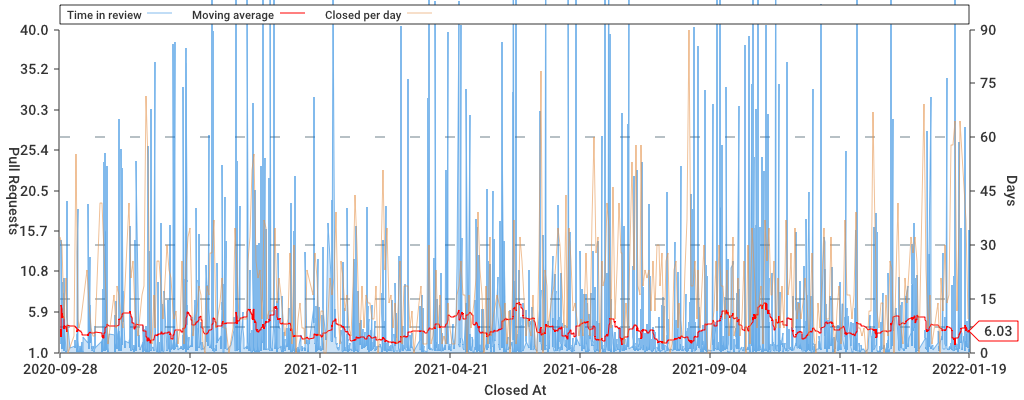 Time in review Moving average Closed per day
40.0 90
35.2 75
30.3 60
25.4 45
20.5 30
15.7 15
10.8 0
5.9
1.0
Pull Requests
Days
6.03
2020-09-28 2020-12-05 2021-02-11 2021-04-21 2021-06-28 2021-09-04 2021-11-12 2022-01-19
Closed At